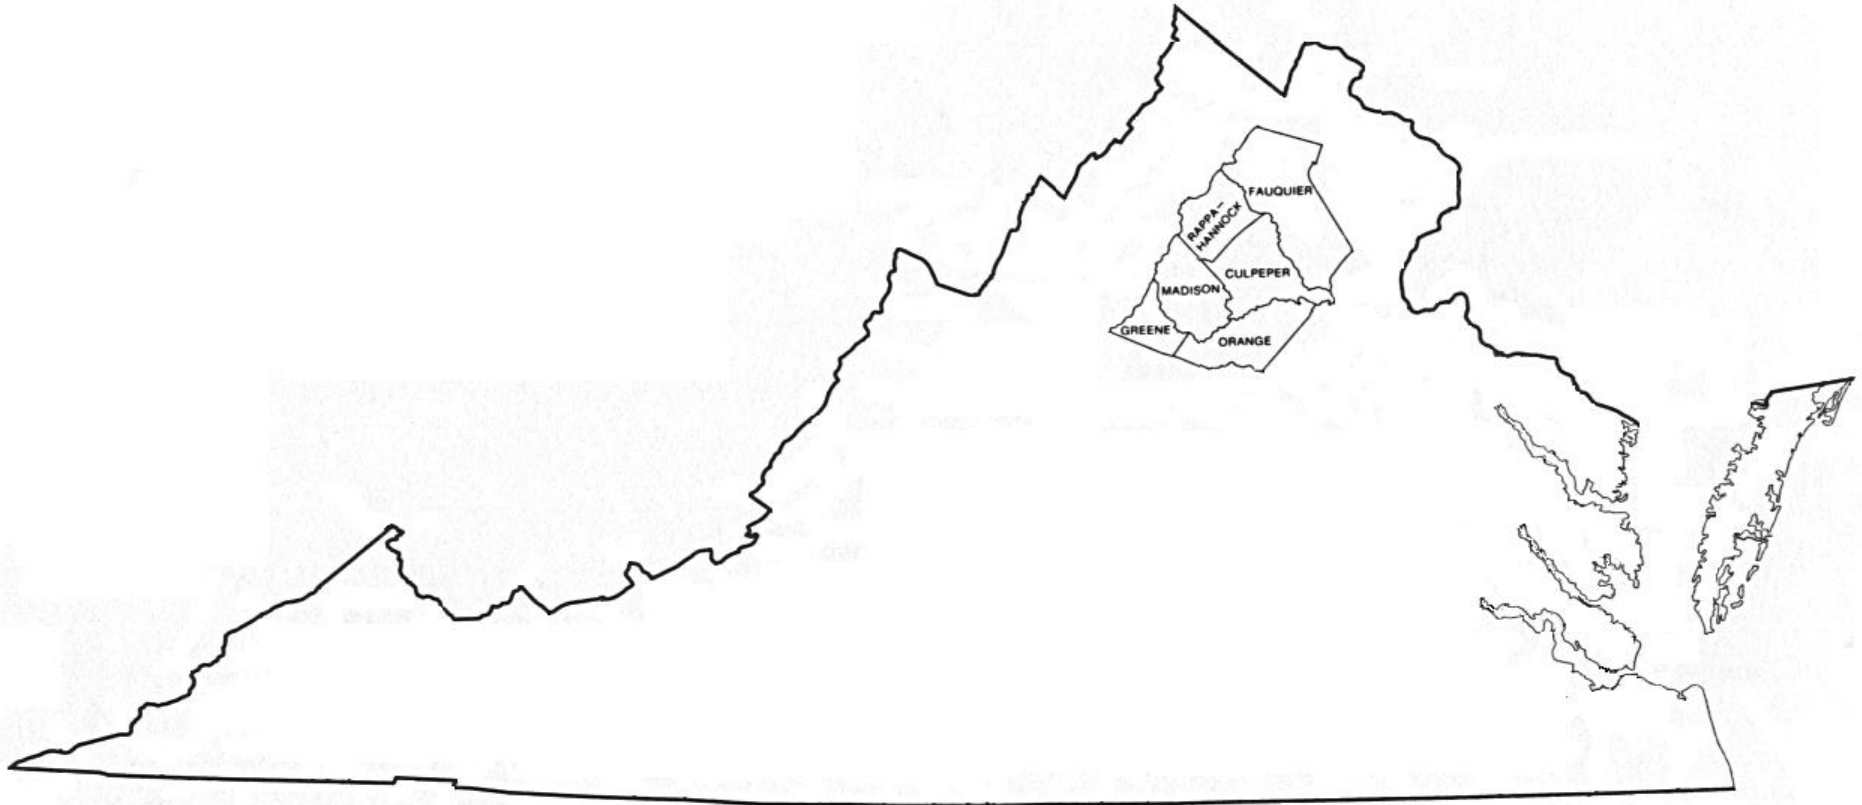 FAUQUIER
RAPPA-
HANNOCK
CULPEPER
MADISON
GREENE
ORANGE